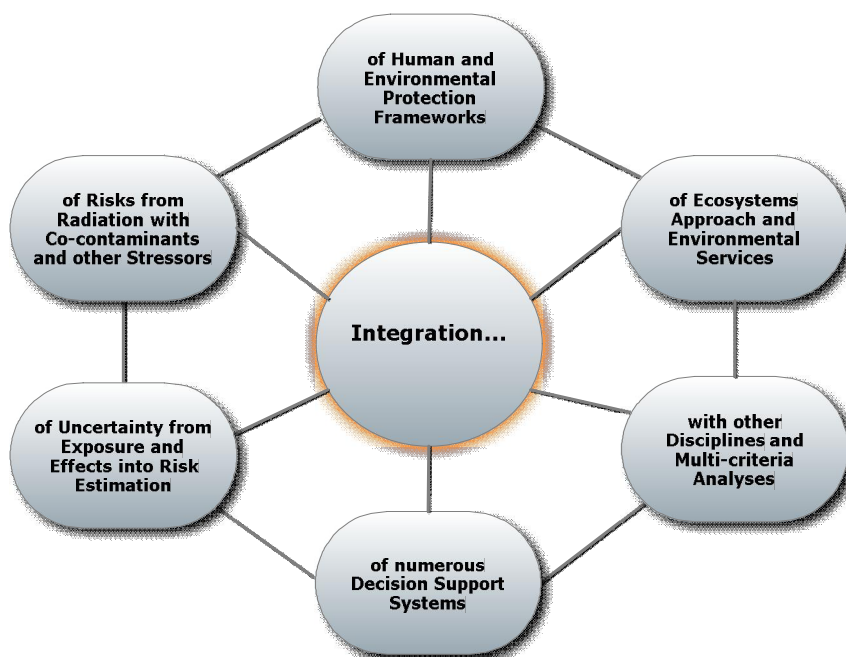 of Human and
Environmental
Protection
Frameworks
of Risks from
Radiation with
Co-contaminants
and other Stressors
of Ecosystems
Approach and
Environmental
Services
Integration...
of Uncertainty from
Exposure and
Effects into Risk
Estimation
with other
Disciplines and
Multi-criteria
Analyses
of numerous
Decision Support
Systems